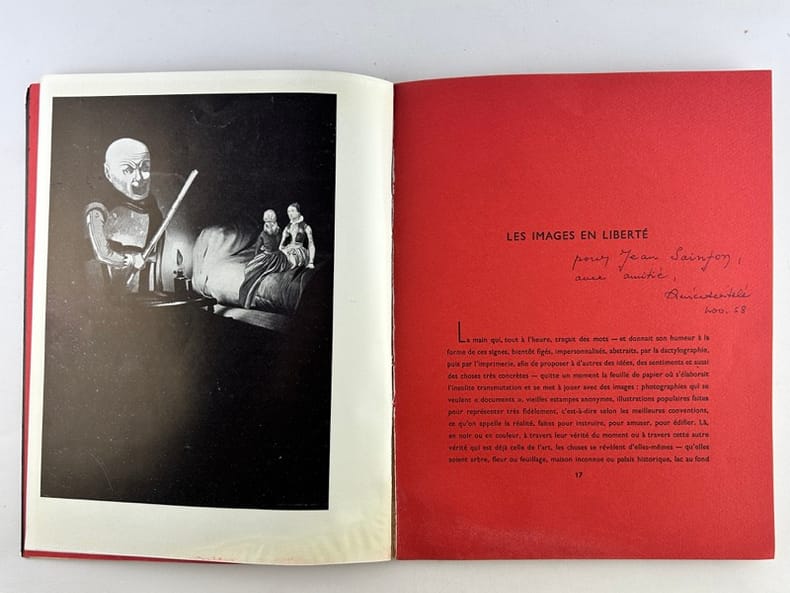 LES IMAGES EN LIBERTÉ
pour Jean
avec amitié,
nov. 58
La main qui, tout à l'heure, traçait des mots — et donnait son humeur à la
forme de ces signes, bientôt figés, impersonnalisés, abstraits, par la dactylographie,
puis par l'imprimerie, afin de proposer à d'autres des idées, des sentiments et aussi
des choses très concrètes — quitte un moment la feuille de papier où s'élaborait
l'insolite transmutation et se met à jouer avec des images : photographies qui se
veulent « documents », vieilles estampes anonymes, illustrations populaires faites
pour représenter très fidèlement, c'est-à-dire selon les meilleures conventions,
ce qu'on appelle la réalité, faites pour instruire, pour amuser, pour édifier. Là,
en noir ou en couleur, à travers leur vérité du moment ou à travers cette autre
vérité qui est déjà celle de l'art, les choses se révèlent d'elles-mêmes — qu'elles
soient arbre, fleur ou feuillage, maison inconnue ou palais historique, lac au fond
17